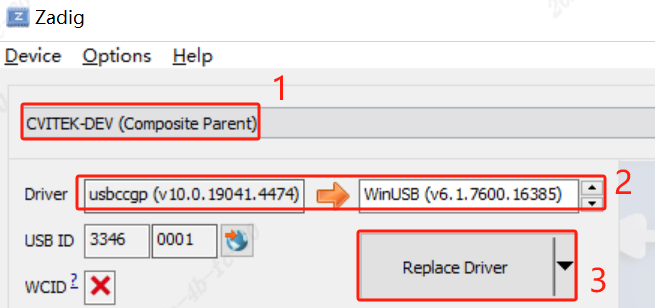 Zadig
Device Options Help
1
CVITEK-DEV (Composite Parent)
Driver usbccgp (v10.0.19041.4474) WinUSB (v6.1.7600.16385) 2
USB ID 3346 0001
WCID ? Replace Driver 3